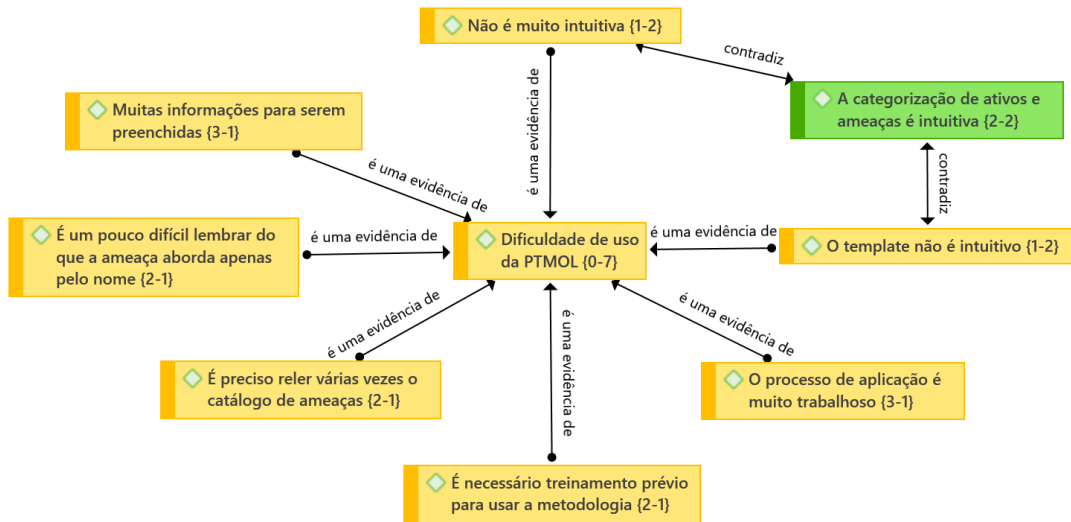 Não é muito intuitiva {1-2}
contradiz
A categorização de ativos e
ameaças é intuitiva {2-2}
Muitas informações para serem
preenchidas {3-1}
é uma evidência de
é uma evidência de
contradiz
É um pouco difícil lembrar do
que a ameaça aborda apenas
pelo nome {2-1}
é uma evidência de
Dificuldade de uso
da PTMOL {0-7}
é uma evidência de
O template não é intuitivo {1-2}
é uma evidência de
é uma evidência de
é uma evidência de
É preciso reler várias vezes o
catálogo de ameaças {2-1}
O processo de aplicação é
muito trabalhoso {3-1}
É necessário treinamento prévio
para usar a metodologia {2-1}